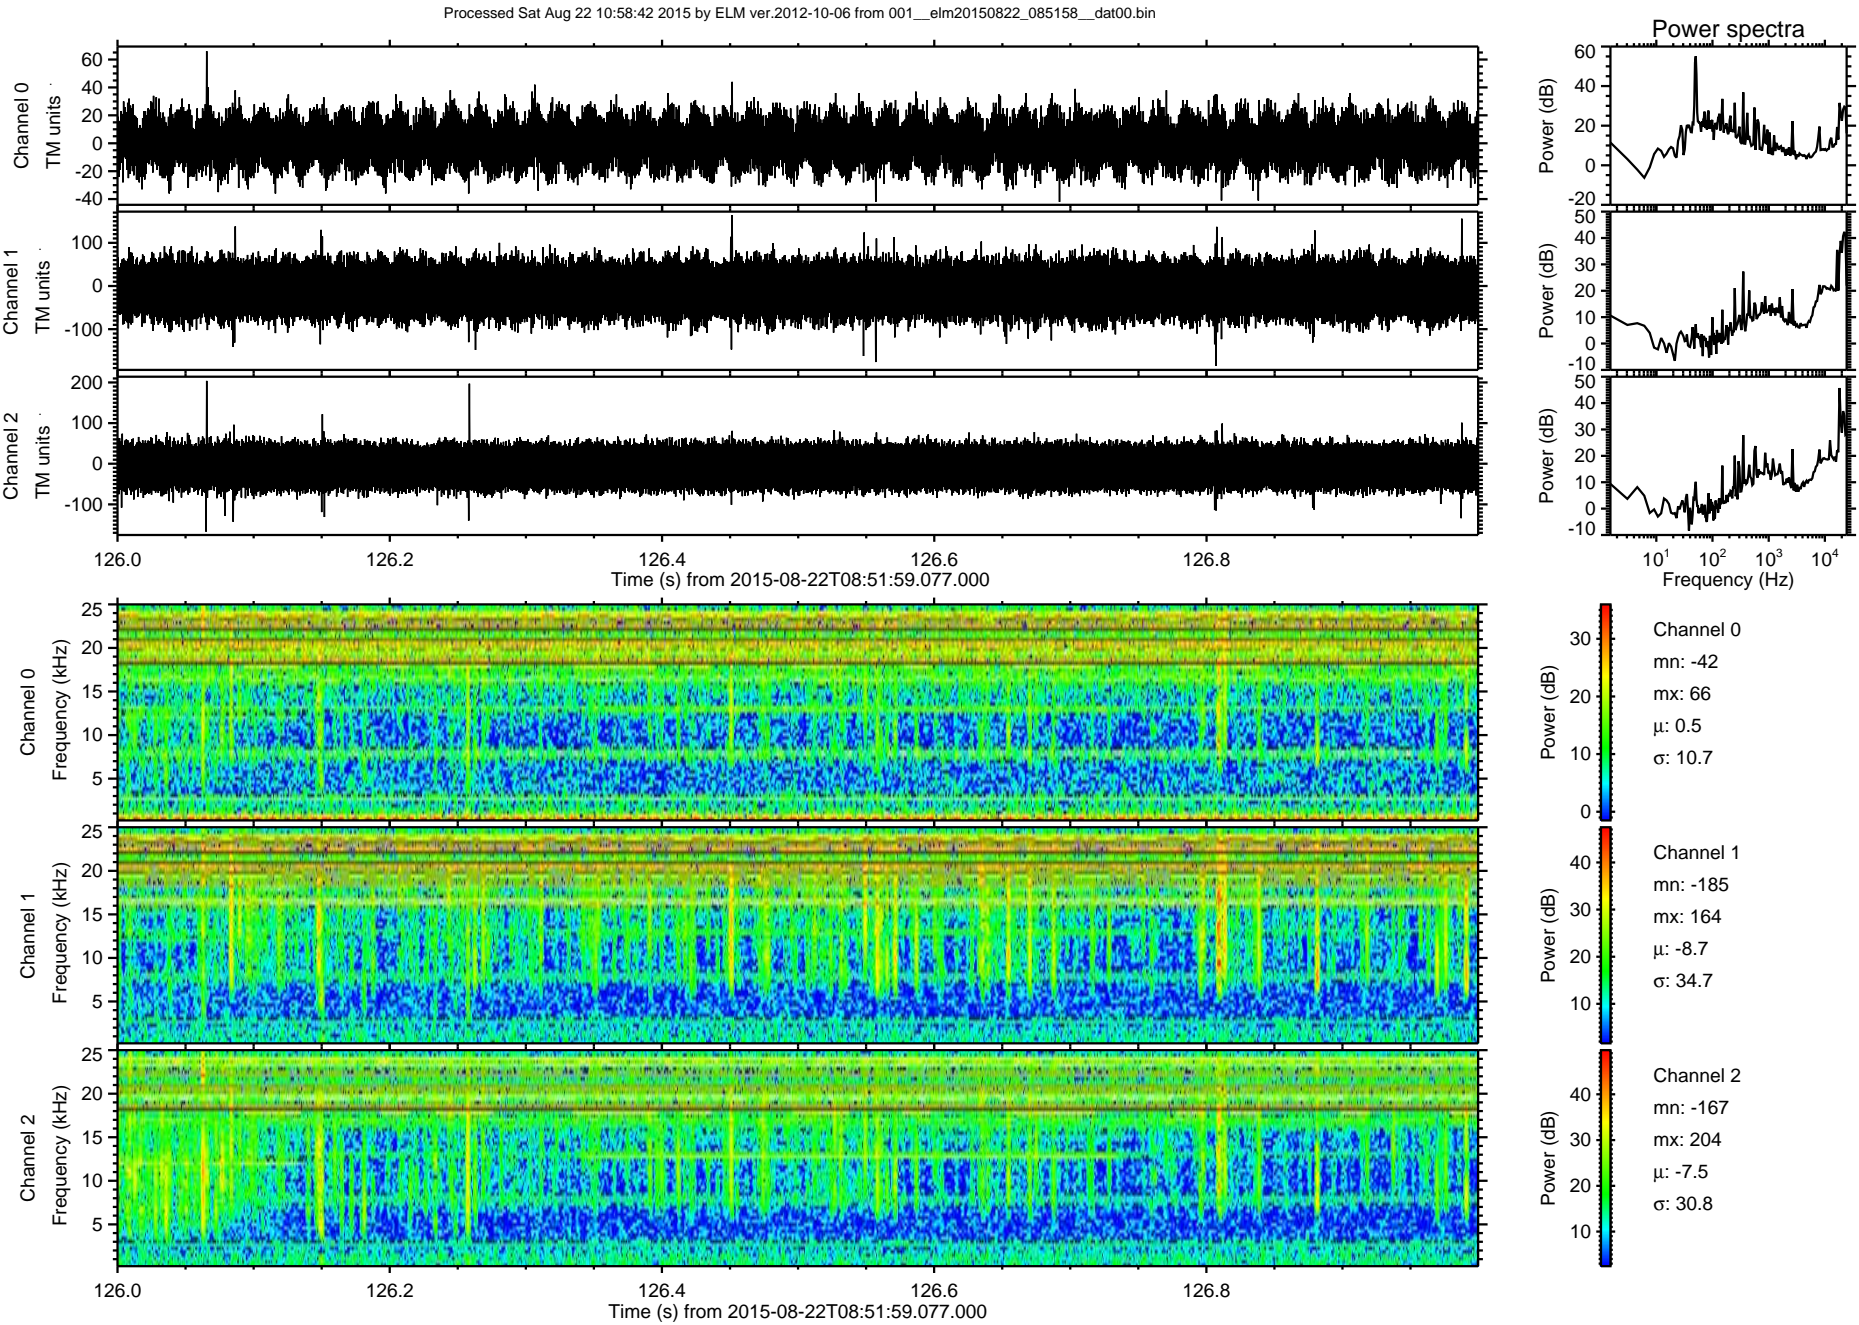 Processed Sat Aug 22 10:58:42 2015 by ELM ver.2012-10-06 from 001__elm20150822_085158__dat00.bin
Power spectra
Channel 0
TM units
60
40
20
0
-20
-40
Power (dB)
60
40
20
0
-20
Channel 1
TM units
100
0
-100
Power (dB)
50
40
30
20
10
0
-10
Channel 2
TM units
200
100
0
-100
Power (dB)
50
40
30
20
10
0
-10
126.0 126.2 126.4 126.6 126.8
Time (s) from 2015-08-22T08:51:59.077.000
10¹ 10² 10³ 10⁴
Frequency (Hz)
Channel 0
Frequency (kHz)
25
20
15
10
5
Power (dB)
30
20
10
0
Channel 0
mn: -42
mx: 66
μ: 0.5
σ: 10.7
Channel 1
Frequency (kHz)
25
20
15
10
5
Power (dB)
40
30
20
10
Channel 1
mn: -185
mx: 164
μ: -8.7
σ: 34.7
Channel 2
Frequency (kHz)
25
20
15
10
5
Power (dB)
40
30
20
10
Channel 2
mn: -167
mx: 204
μ: -7.5
σ: 30.8
126.0 126.2 126.4 126.6 126.8
Time (s) from 2015-08-22T08:51:59.077.000